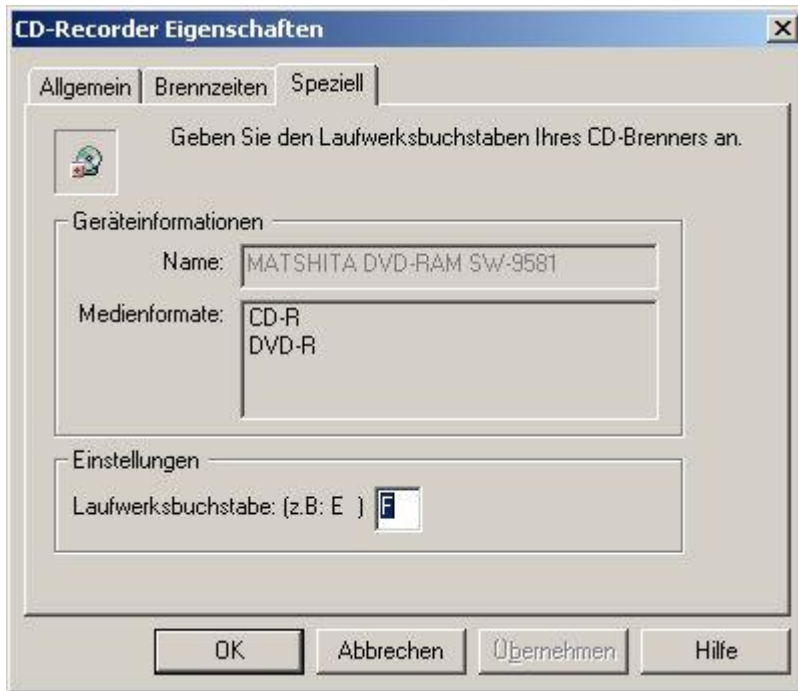 CD-Recorder Eigenschaften
Allgemein
Brennzeiten
Speziell
Geben Sie den Laufwerksbuchstaben Ihres CD-Brenners an.
Geräteinformationen
Name: MATSHITA DVD-RAM SW-9581
Medienformate: CD-R
DVD-R
Einstellungen
Laufwerksbuchstabe: (z.B: E ) F
OK
Abbrechen
Übernehmen
Hilfe